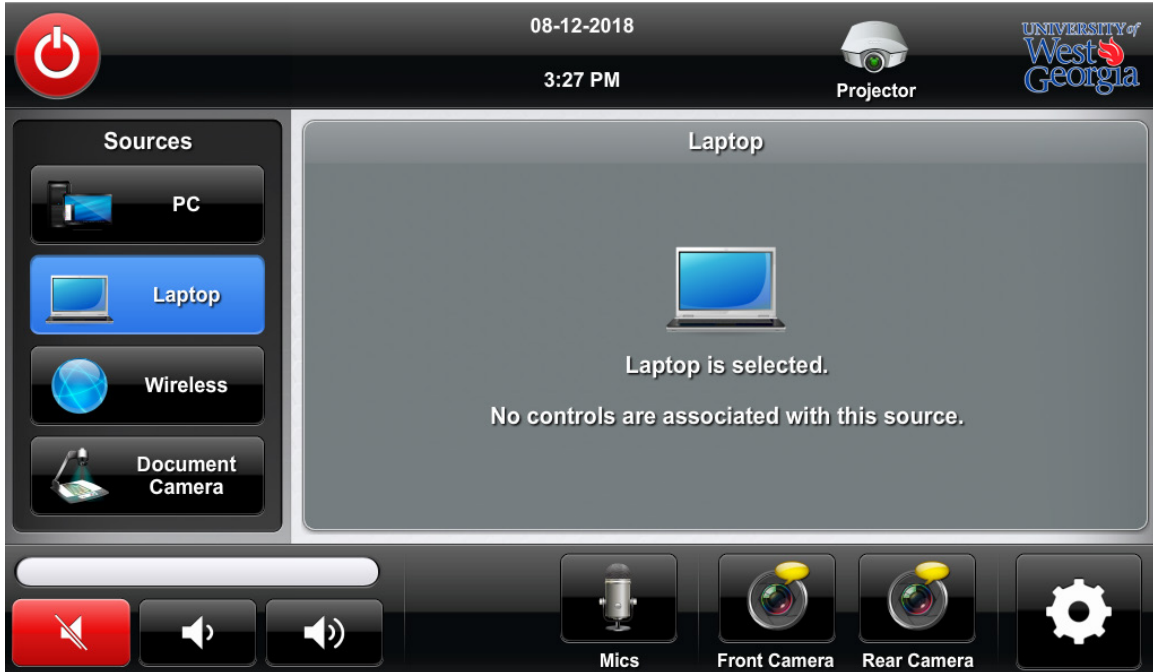 08-12-2018
3:27 PM
Projector
UNIVERSITY of
West
Georgia
Sources
PC
Laptop
Wireless
Document
Camera
Laptop
Laptop is selected.
No controls are associated with this source.
Mics
Front Camera
Rear Camera